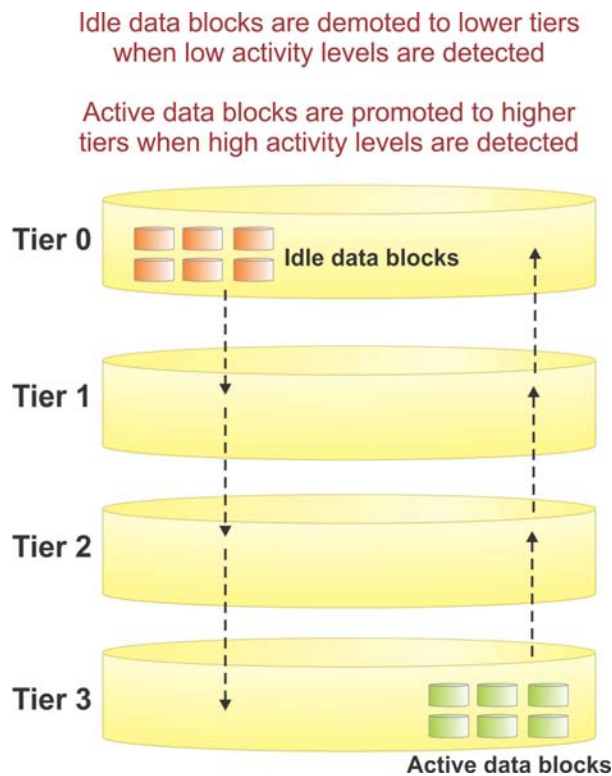 Idle data blocks are demoted to lower tiers
when low activity levels are detected
Active data blocks are promoted to higher
tiers when high activity levels are detected
Tier 0
Idle data blocks
Tier 1
Tier 2
Tier 3
Active data blocks